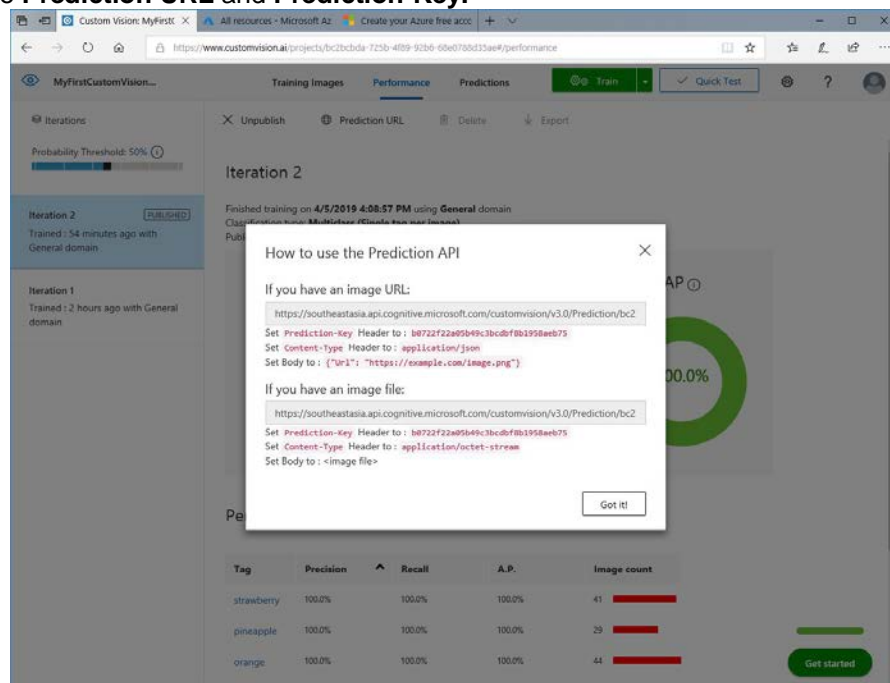 Prediction URL and Prediction Key.
Custom Vision: MyFirstC
All resources - Microsoft Az
Create your Azure free acco
https://www.customvision.ai/projects/bc2bcbda-725b-4f89-92b6-68e0788d35ae#/performance
MyFirstCustomVision...
Training Images
Performance
Predictions
Train
Quick Test
?
Iterations
Unpublish
Prediction URL
Delete
Export
Probability Threshold: 50%
Iteration 2
Finished training on 4/5/2019 4:08:57 PM using General domain
Classification type: Multiclass (Single tag per image)
Iteration 2
PUBLISHED
Trained : 54 minutes ago with
General domain
Iteration 1
Trained : 2 hours ago with General
domain
How to use the Prediction API
If you have an image URL:
https://southeastasia.api.cognitive.microsoft.com/customvision/v3.0/Prediction/bc2
Set Prediction-Key Header to : b0722f22a05b49c3bcdbf8b1958aeb75
Set Content-Type Header to : application/json
Set Body to : {"Url": "https://example.com/image.png"}
If you have an image file:
https://southeastasia.api.cognitive.microsoft.com/customvision/v3.0/Prediction/bc2
Set Prediction-Key Header to : b0722f22a05b49c3bcdbf8b1958aeb75
Set Content-Type Header to : application/octet-stream
Set Body to : <image file>
Got it!
AP
00.0%
Pe
Tag Precision Recall A.P. Image count
strawberry 100.0% 100.0% 100.0% 41
pineapple 100.0% 100.0% 100.0% 29
orange 100.0% 100.0% 100.0% 44
Get started